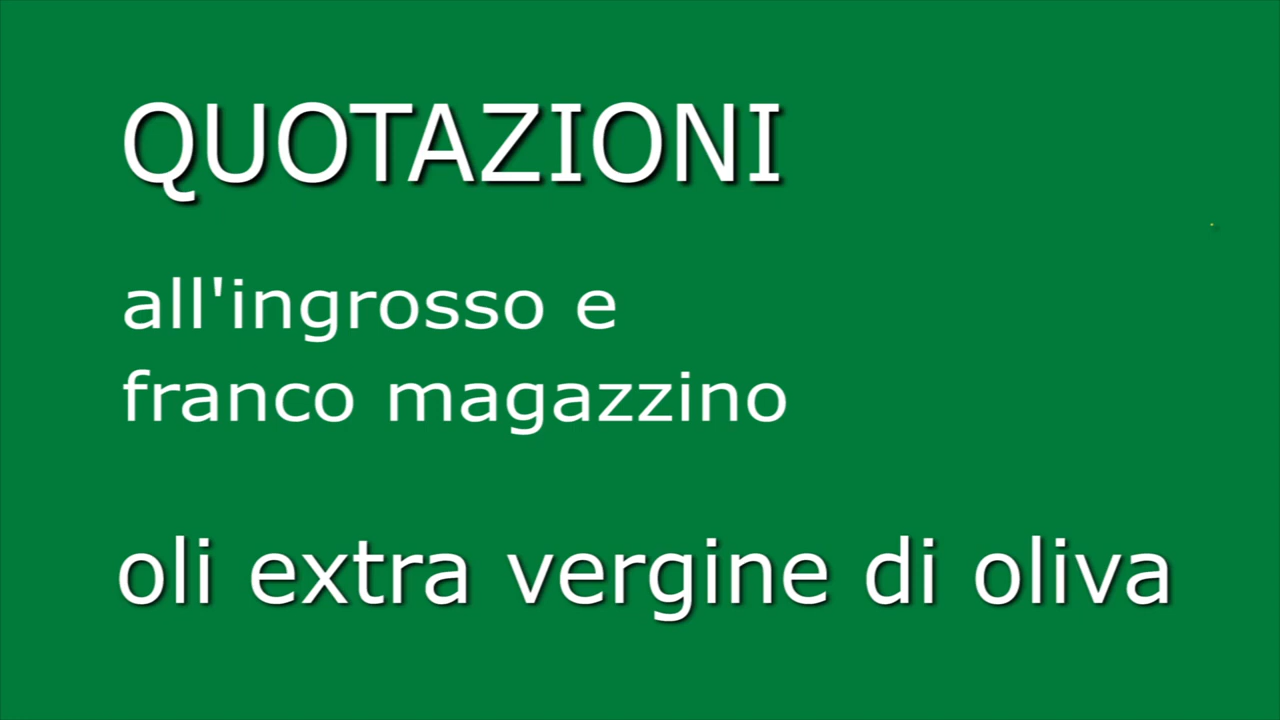 QUOTAZIONI
all'ingrosso e
franco magazzino
oli extra vergine di oliva